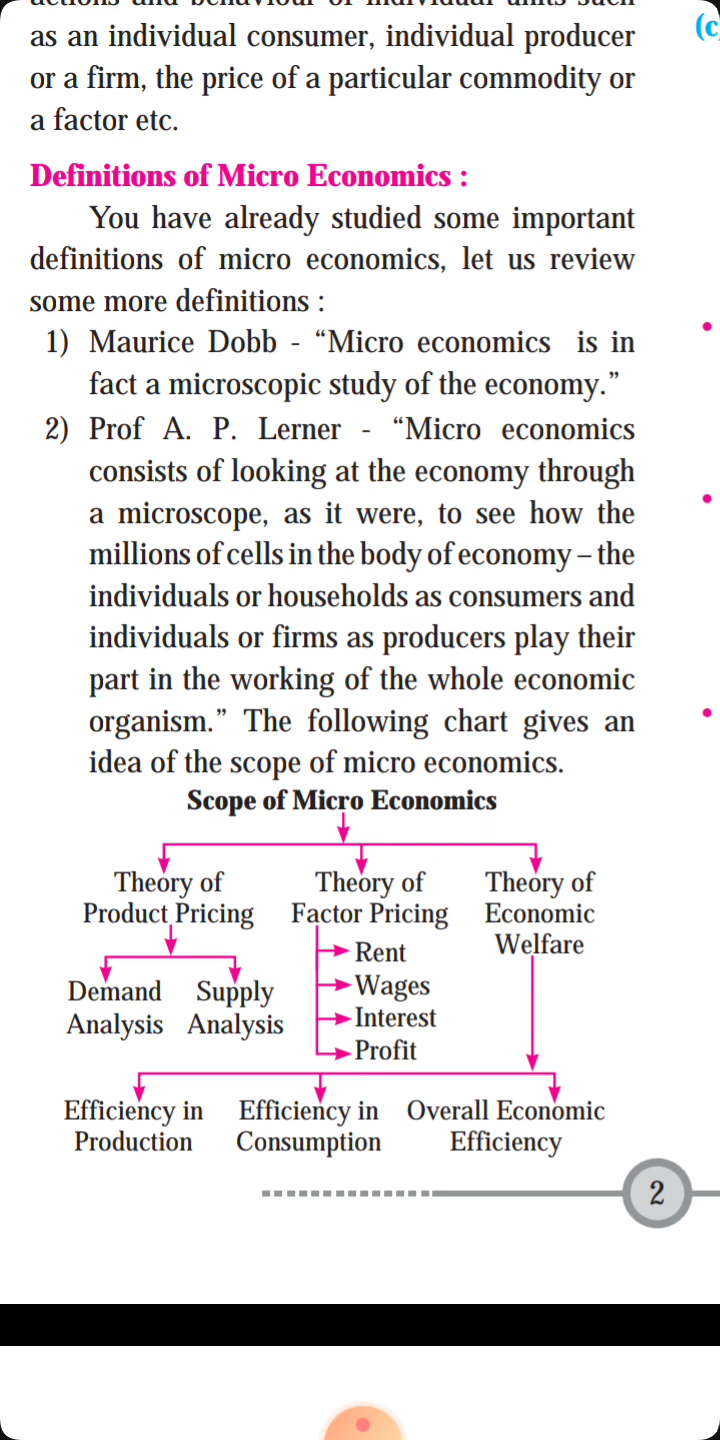 as an individual consumer, individual producer
or a firm, the price of a particular commodity or
a factor etc.
Definitions of Micro Economics :
You have already studied some important
definitions of micro economics, let us review
some more definitions :
1) Maurice Dobb - “Micro economics is in
fact a microscopic study of the economy.”
2) Prof A. P. Lerner - “Micro economics
consists of looking at the economy through
a microscope, as it were, to see how the
millions of cells in the body of economy – the
individuals or households as consumers and
individuals or firms as producers play their
part in the working of the whole economic
organism.” The following chart gives an
idea of the scope of micro economics.
Scope of Micro Economics
Theory of
Product Pricing
Theory of
Factor Pricing
Theory of
Economic
Welfare
Demand
Analysis
Supply
Analysis
Rent
Wages
Interest
Profit
Efficiency in
Production
Efficiency in
Consumption
Overall Economic
Efficiency
2
(c